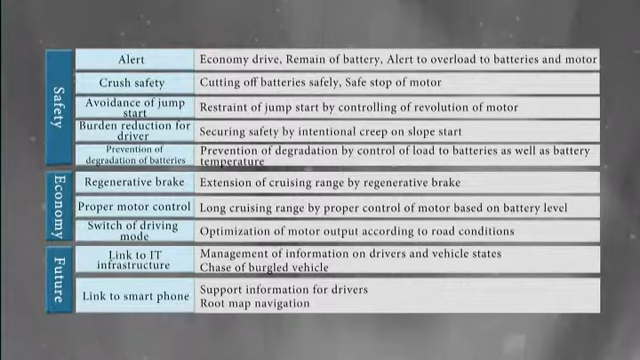 Safety
Alert
Economy drive, Remain of battery, Alert to overload to batteries and motor
Crush safety
Cutting off batteries safely, Safe stop of motor
Avoidance of jump
start
Restraint of jump start by controlling of revolution of motor
Burden reduction for
driver
Securing safety by intentional creep on slope start
Prevention of
degradation of batteries
Prevention of degradation by control of load to batteries as well as battery
temperature
Economy
Regenerative brake
Extension of cruising range by regenerative brake
Proper motor control
Long cruising range by proper control of motor based on battery level
Switch of driving
mode
Optimization of motor output according to road conditions
Future
Link to IT
infrastructure
Management of information on drivers and vehicle states
Chase of burgled vehicle
Link to smart phone
Support information for drivers
Root map navigation